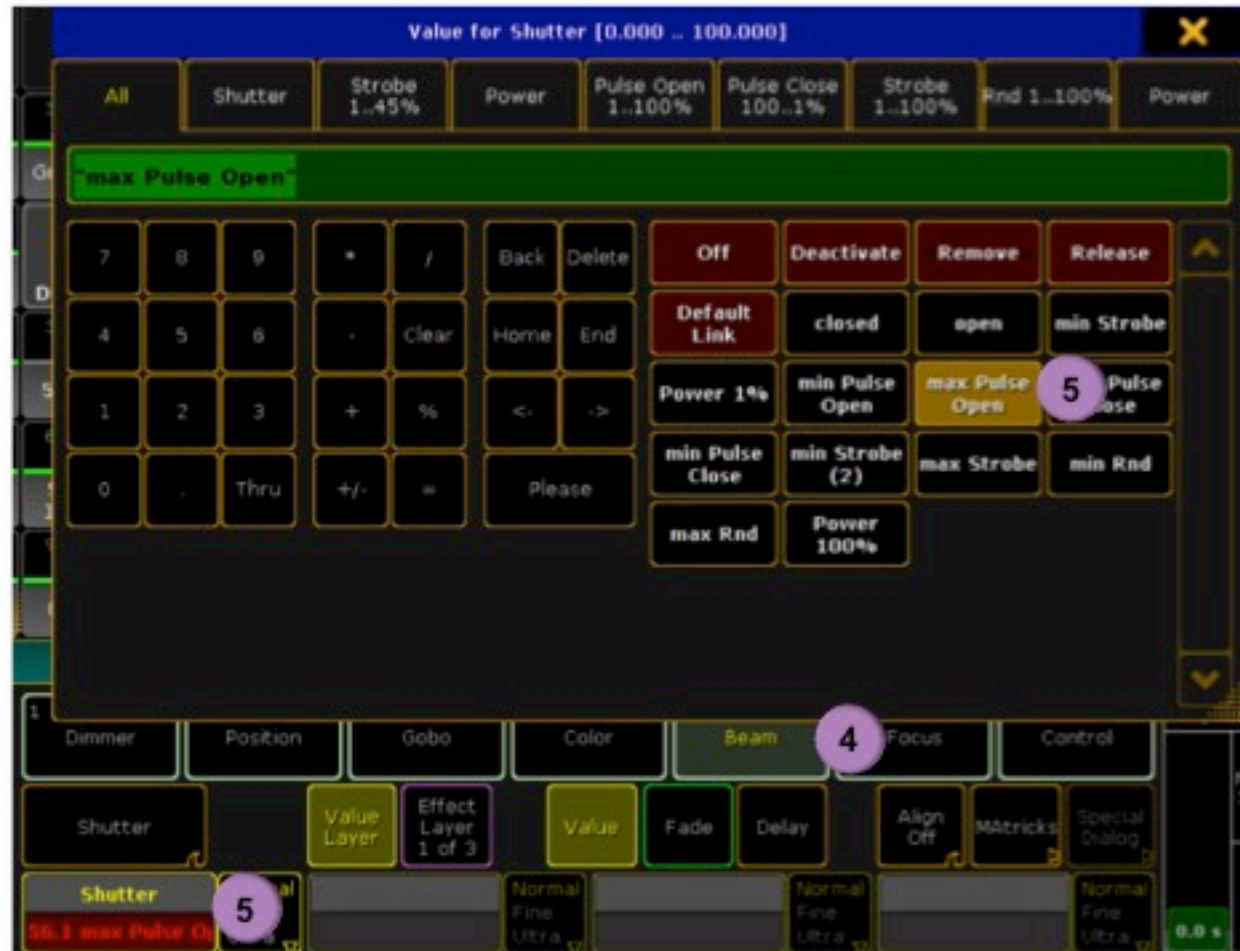 Value for Shutter [0.000 .. 100.000]
All
Shutter
Strobe
1..45%
Power
Pulse Open
1..100%
Pulse Close
100..1%
Strobe
1..100%
Rnd 1..100%
Power
"max Pulse Open"
7 8 9 * / Back Delete
4 5 6 - Clear Home End
1 2 3 + % <- ->
0 . Thru +/- = Please
Off Deactivate Remove Release
Default
Link
closed
open
min Strobe
Power 1%
min Pulse
Open
max Pulse
Open
5
Pulse
min Pulse
Close
min Strobe
(2)
max Strobe
min Rnd
max Rnd
Power
100%
1
Dimmer
Position
Gobo
Color
Beam
4
Focus
Control
Shutter
Value
Layer
Effect
Layer
1 of 3
Value
Fade
Delay
Align
Off
MAtricks
Special
Dialog
Shutter
56.1 max Pulse Op
5
Normal
Fine
Ultra
Normal
Fine
Ultra
Normal
Fine
Ultra
0.0 s